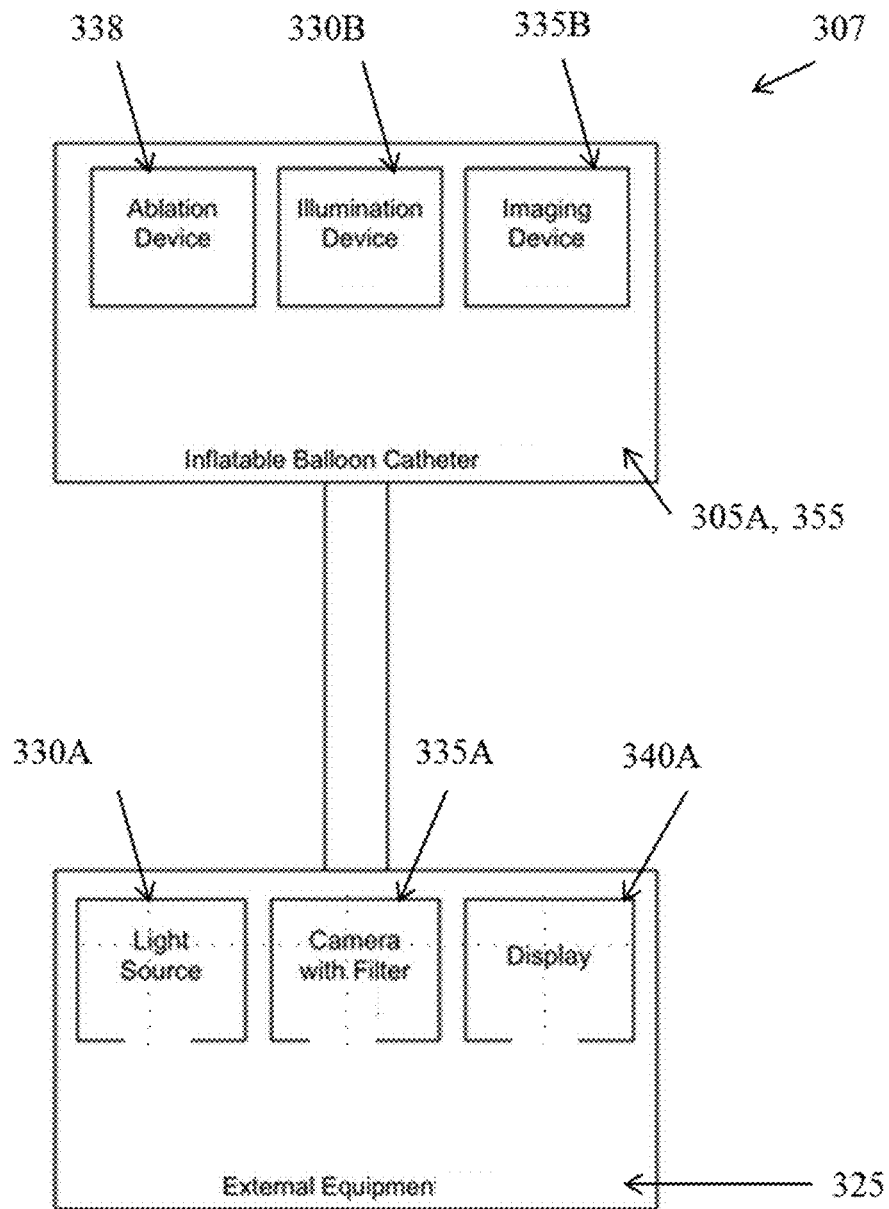 338 330B 335B 307
Ablation Device
Illumination Device
Imaging Device
Inflatable Balloon Catheter
305A, 355
330A 335A 340A
Light Source
Camera with Filter
Display
External Equipmen
325